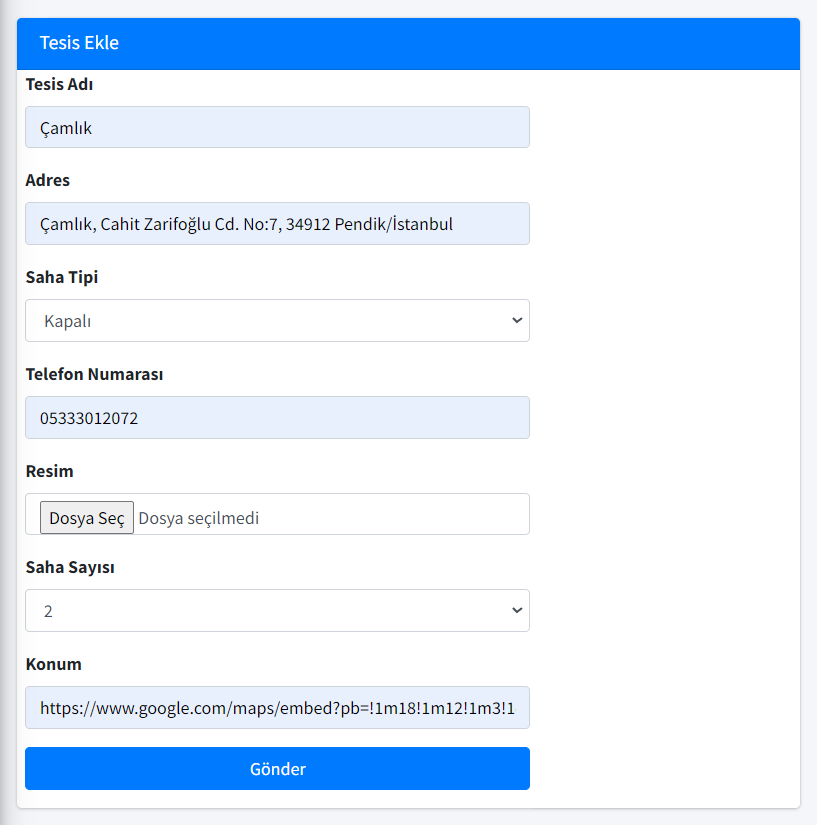 Tesis Ekle
Tesis Adı
Çamlık
Adres
Çamlık, Cahit Zarifoğlu Cd. No:7, 34912 Pendik/İstanbul
Saha Tipi
Kapalı
Telefon Numarası
05333012072
Resim
Dosya Seç Dosya seçilmedi
Saha Sayısı
2
Konum
https://www.google.com/maps/embed?pb=!1m18!1m12!1m3!1
Gönder